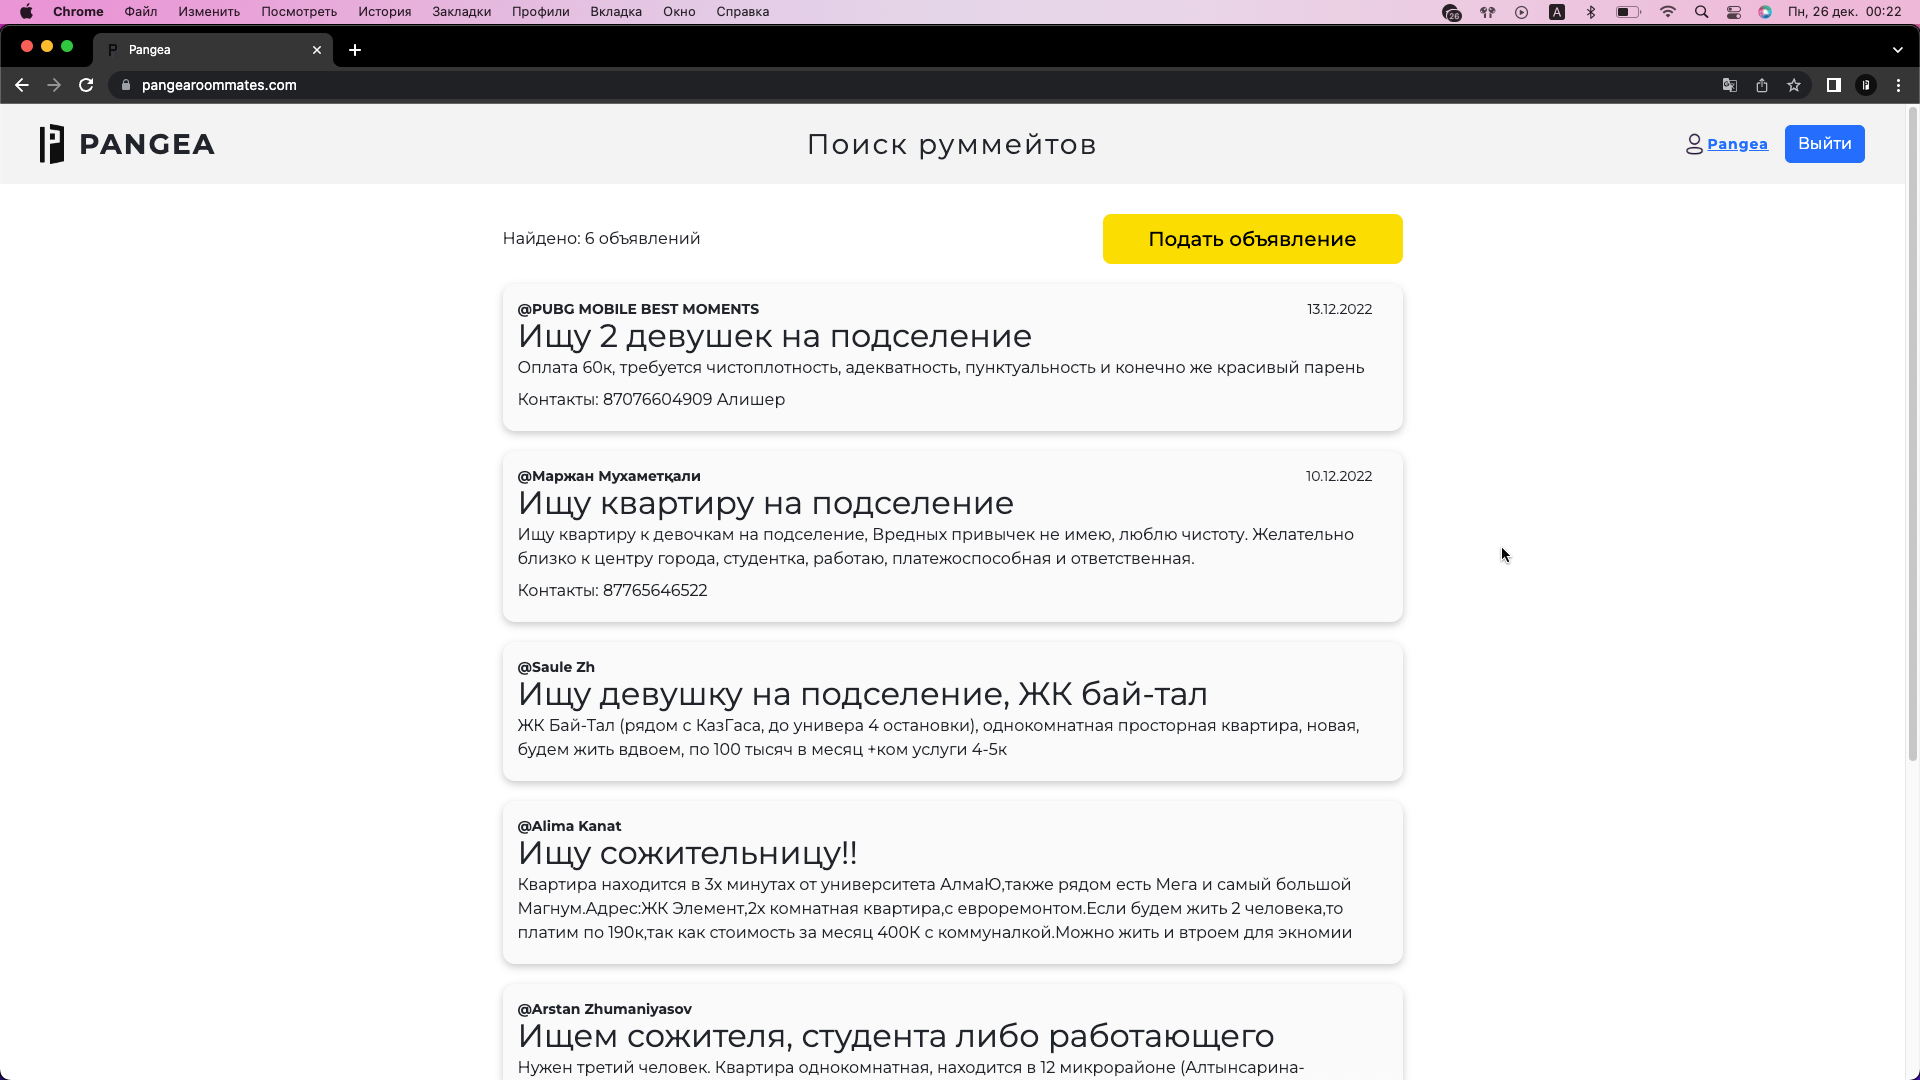 Chrome Файл Изменить Посмотреть История Закладки Профили Вкладка Окно Справка 26 A Пн, 26 дек. 00:22
Pangea
pangearoommates.com
PANGEA Поиск руммейтов Pangea Выйти
Найдено: 6 объявлений Подать объявление
@PUBG MOBILE BEST MOMENTS 13.12.2022
Ищу 2 девушек на подселение
Оплата 60к, требуется чистоплотность, адекватность, пунктуальность и конечно же красивый парень
Контакты: 87076604909 Алишер
@Маржан Мухаметқали 10.12.2022
Ищу квартиру на подселение
Ищу квартиру к девочкам на подселение, Вредных привычек не имею, люблю чистоту. Желательно
близко к центру города, студентка, работаю, платежоспособная и ответственная.
Контакты: 87765646522
@Saule Zh
Ищу девушку на подселение, ЖК бай-тал
ЖК Бай-Тал (рядом с КазГаса, до универа 4 остановки), однокомнатная просторная квартира, новая,
будем жить вдвоем, по 100 тысяч в месяц +ком услуги 4-5к
@Alima Kanat
Ищу сожительницу!!
Квартира находится в 3х минутах от университета АлмаЮ,также рядом есть Мега и самый большой
Магнум.Адрес:ЖК Элемент,2х комнатная квартира,с евроремонтом.Если будем жить 2 человека,то
платим по 190к,так как стоимость за месяц 400К с коммуналкой.Можно жить и втроем для экномии
@Arstan Zhumaniyasov
Ищем сожителя, студента либо работающего
Нужен третий человек. Квартира однокомнатная, находится в 12 микрорайоне (Алтынсарина-